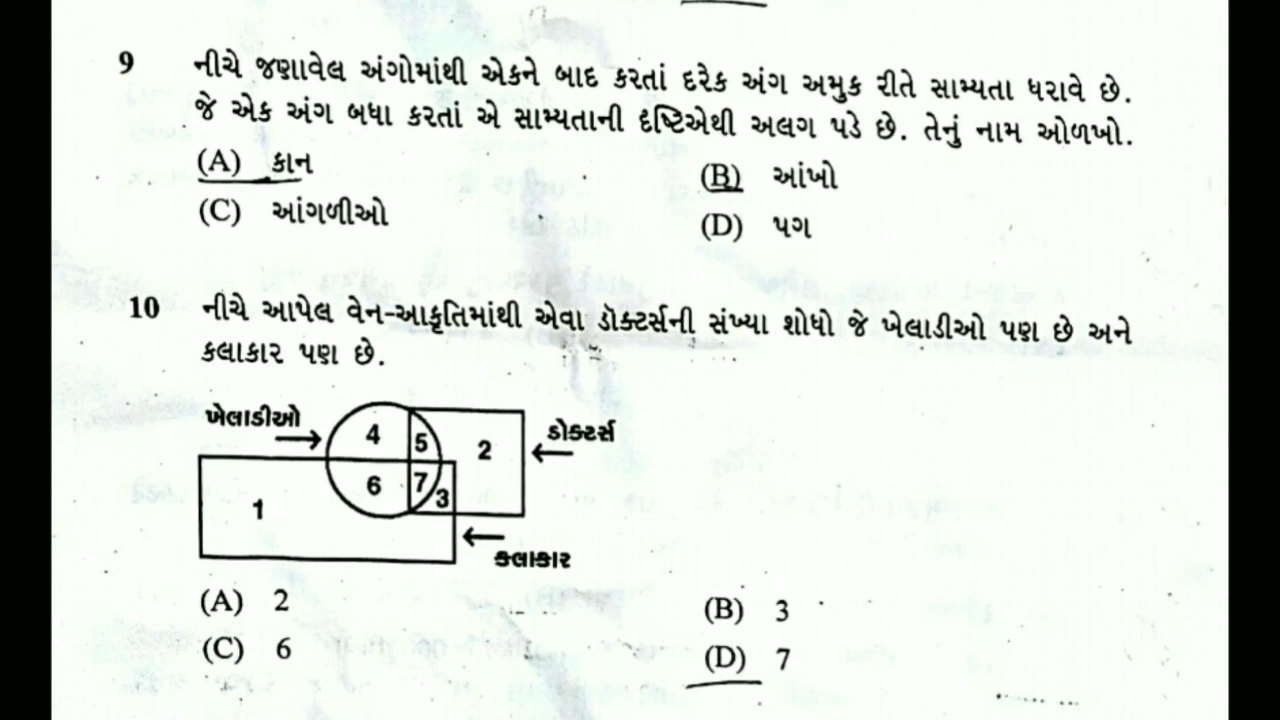 9 નીચે જણાવેલ અંગોમાંથી એકને બાદ કરતાં દરેક અંગ અમુક રીતે સામ્યતા ધરાવે છે.
જે એક અંગ બધા કરતાં એ સામ્યતાની દૃષ્ટિએથી અલગ પડે છે. તેનું નામ ઓળખો.
(A) કાન (B) આંખો
(C) આંગળીઓ (D) પગ
10 નીચે આપેલ વેન-આકૃતિમાંથી એવા ડૉક્ટર્સની સંખ્યા શોધો જે ખેલાડીઓ પણ છે અને
કલાકાર પણ છે.
ખેલાડીઓ 4 5 2 ડોક્ટર્સ
1 6 7 3
કલાકાર
(A) 2 (B) 3
(C) 6 (D) 7